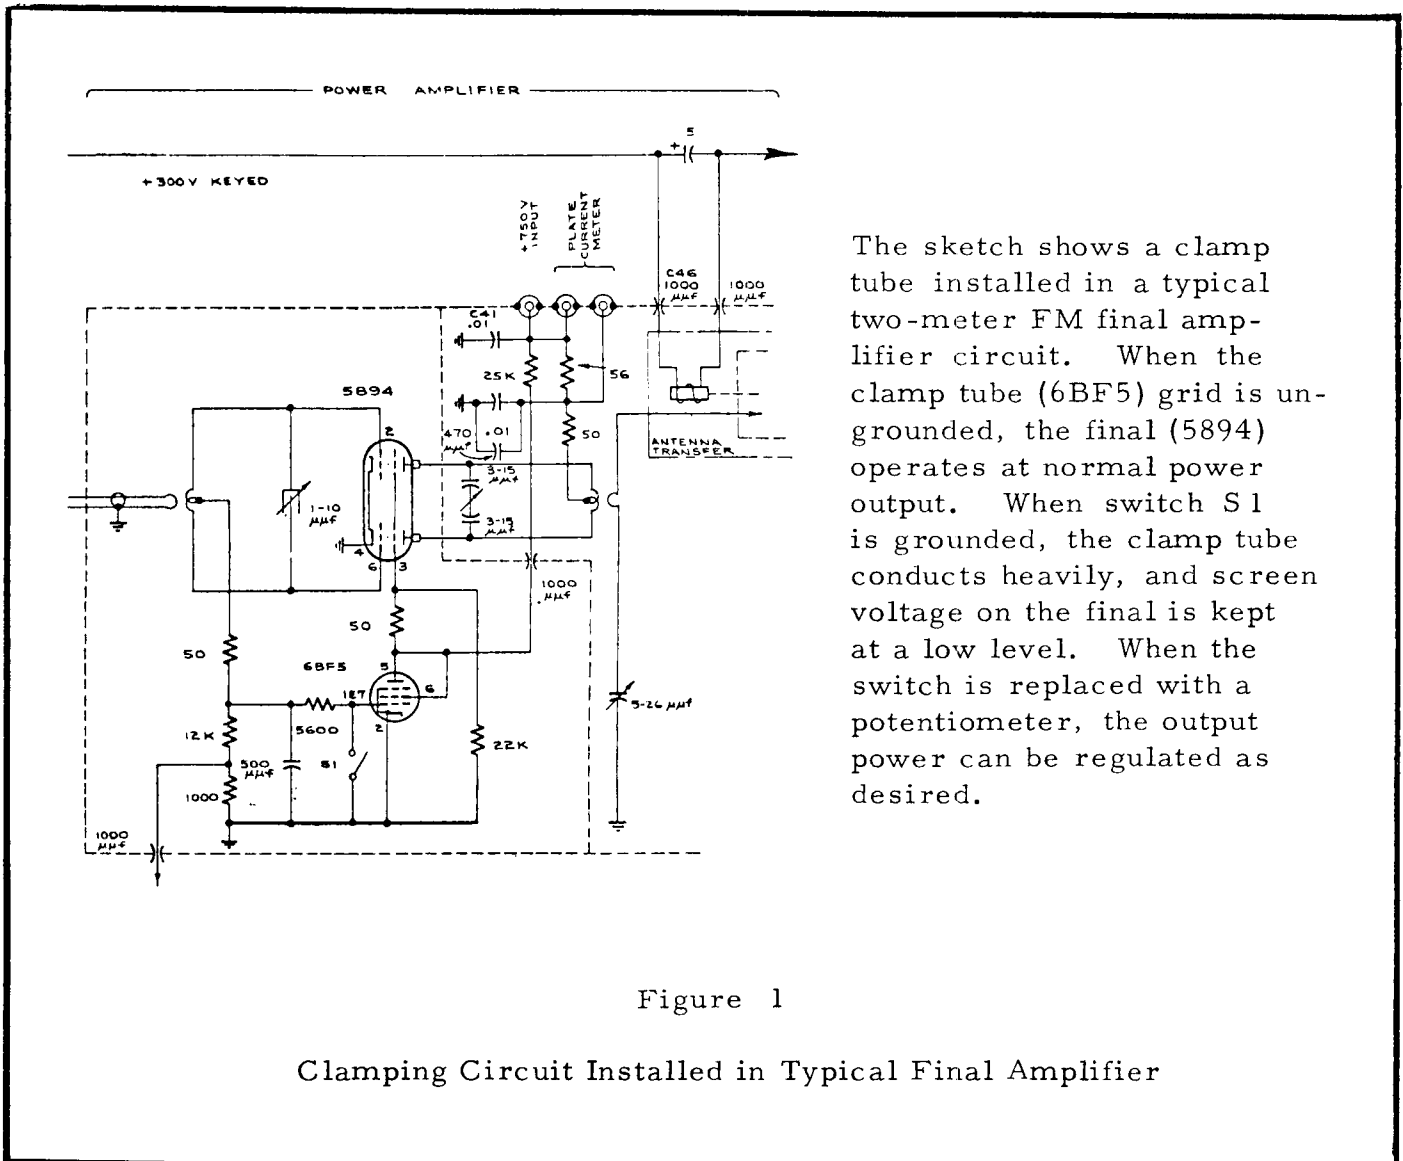 POWER AMPLIFIER
5
+
+300V KEYED
+750V
INPUT
PLATE
CURRENT
METER
C46
1000
μμf
1000
μμf
C41
.01
25K
56
5894
2
470
μμf
.01
50
ANTENNA
TRANSFER
3-15
μμf
1-10
μμf
3-15
μμf
4
6
3
1000
μμf
50
50
6BF5
5
1&7
6
5-26 μμf
2
5600
12K
22K
500
μμf
S1
1000
1000
μμf
The sketch shows a clamp
tube installed in a typical
two-meter FM final amp-
lifier circuit. When the
clamp tube (6BF5) grid is un-
grounded, the final (5894)
operates at normal power
output. When switch S1
is grounded, the clamp tube
conducts heavily, and screen
voltage on the final is kept
at a low level. When the
switch is replaced with a
potentiometer, the output
power can be regulated as
desired.
Figure 1
Clamping Circuit Installed in Typical Final Amplifier